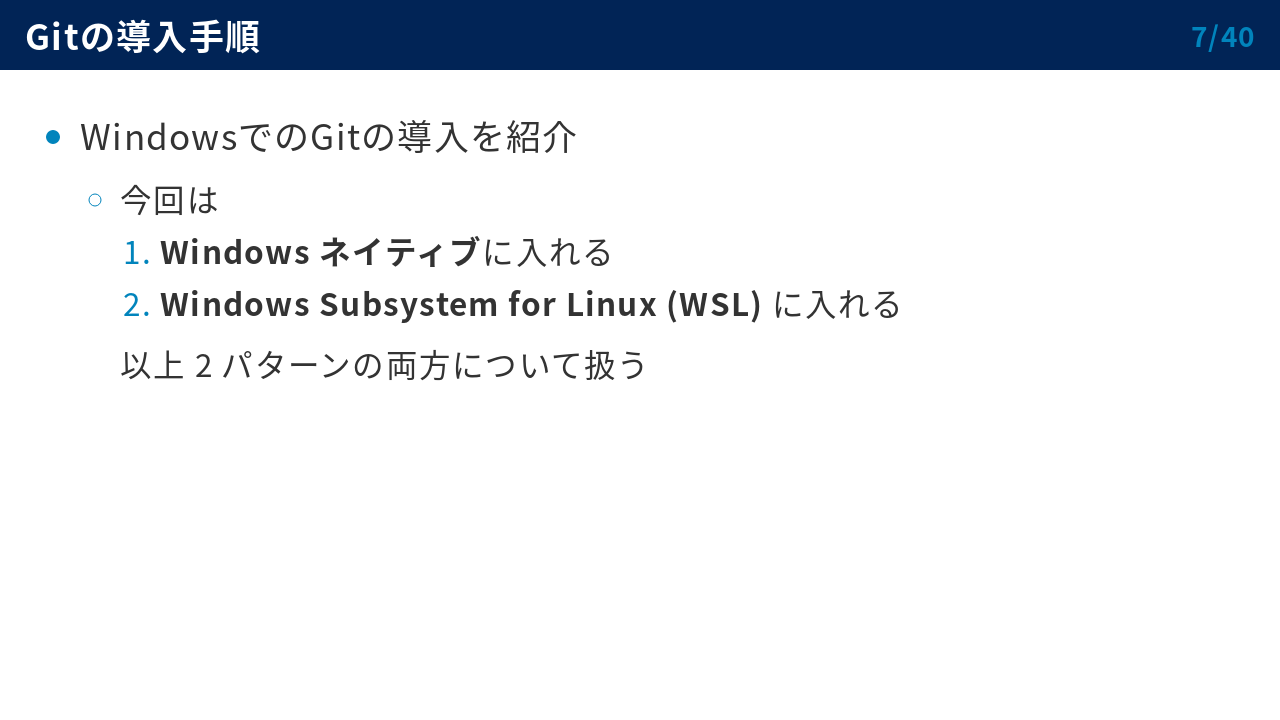 Gitの導入手順
7/40
WindowsでのGitの導入を紹介
今回は
1. Windows ネイティブに入れる
2. Windows Subsystem for Linux (WSL) に入れる
以上 2 パターンの両方について扱う